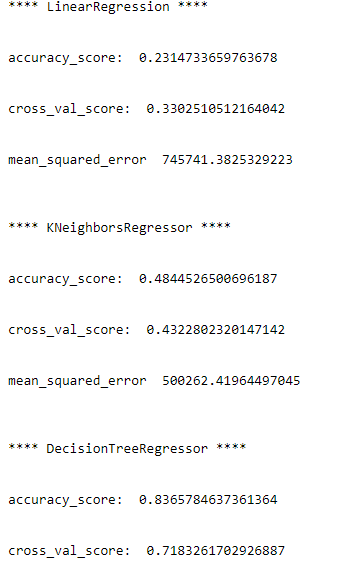 **** LinearRegression ****
accuracy_score:  0.2314733659763678
cross_val_score:  0.3302510512164042
mean_squared_error  745741.3825329223
**** KNeighborsRegressor ****
accuracy_score:  0.4844526500696187
cross_val_score:  0.4322802320147142
mean_squared_error  500262.41964497045
**** DecisionTreeRegressor ****
accuracy_score:  0.8365784637361364
cross_val_score:  0.7183261702926887